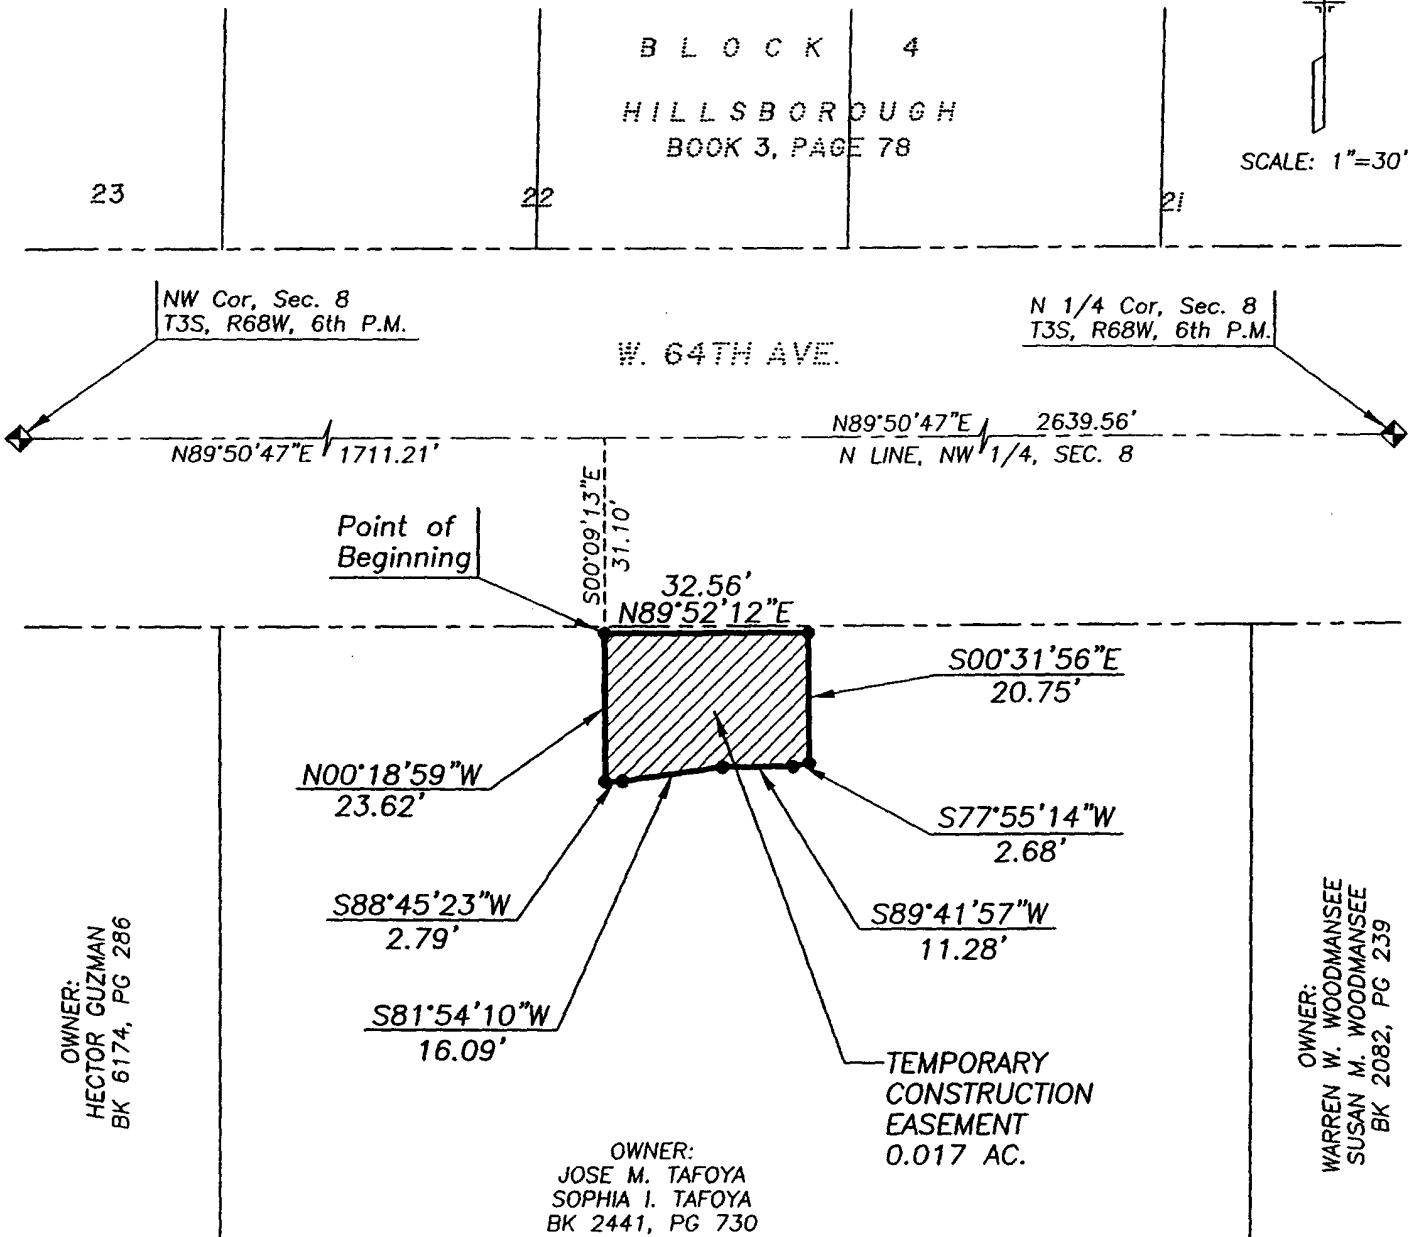 B L O C K 4
HILLSBOROUGH
BOOK 3, PAGE 78
SCALE: 1"=30'
23
22
21
NW Cor, Sec. 8
T3S, R68W, 6th P.M.
N 1/4 Cor, Sec. 8
T3S, R68W, 6th P.M.
W. 64TH AVE.
N89°50'47"E 1711.21'
N89°50'47"E 2639.56'
N LINE, NW 1/4, SEC. 8
S00°09'13"E
31.10'
Point of
Beginning
32.56'
N89°52'12"E
S00°31'56"E
20.75'
N00°18'59"W
23.62'
S77°55'14"W
2.68'
S88°45'23"W
2.79'
S89°41'57"W
11.28'
S81°54'10"W
16.09'
TEMPORARY
CONSTRUCTION
EASEMENT
0.017 AC.
OWNER:
HECTOR GUZMAN
BK 6174, PG 286
OWNER:
JOSE M. TAFOYA
SOPHIA I. TAFOYA
BK 2441, PG 730
OWNER:
WARREN W. WOODMANSEE
SUSAN M. WOODMANSEE
BK 2082, PG 239